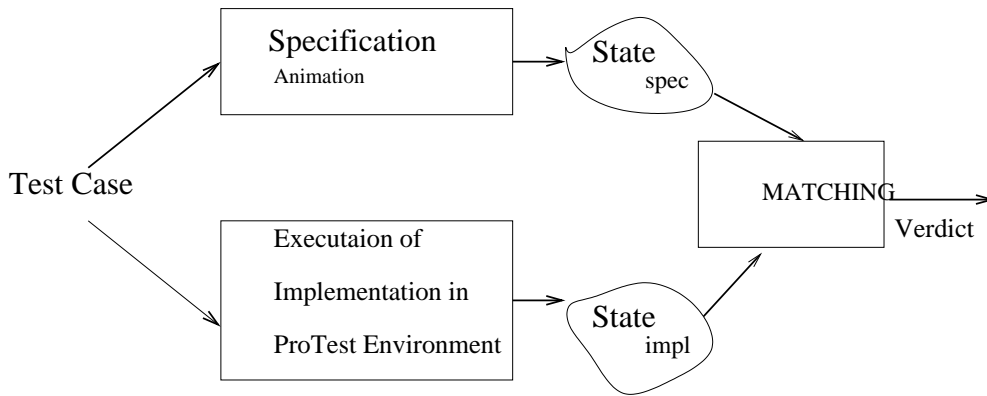 Specification
Animation
State
spec
Test Case
MATCHING
Verdict
Executaion of
Implementation in
ProTest Environment
State
impl